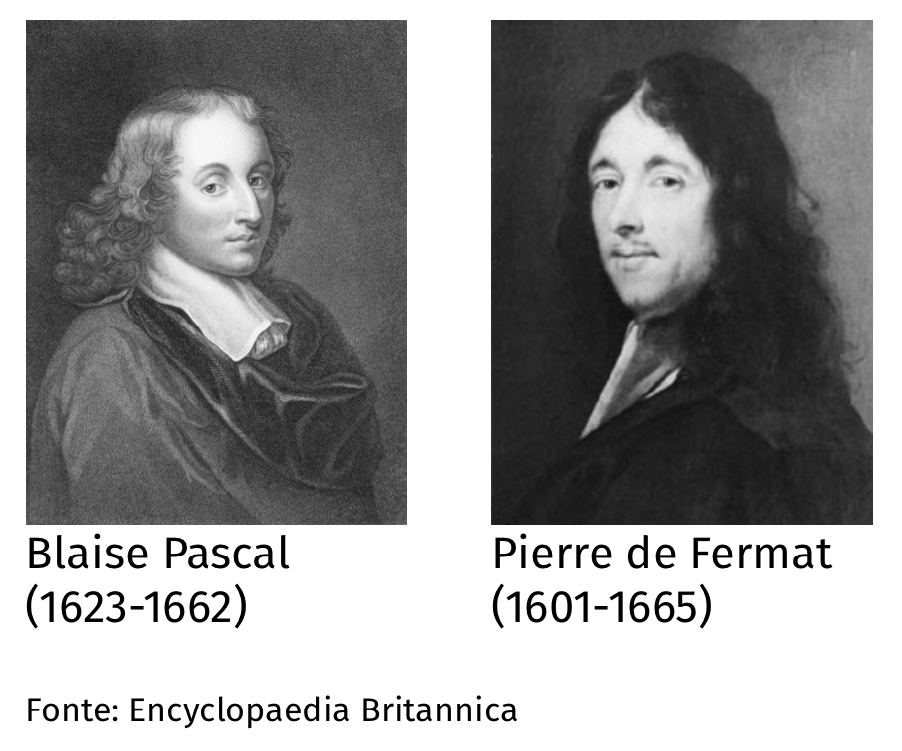 Blaise Pascal
(1623-1662)
Pierre de Fermat
(1601-1665)
Fonte: Encyclopaedia Britannica